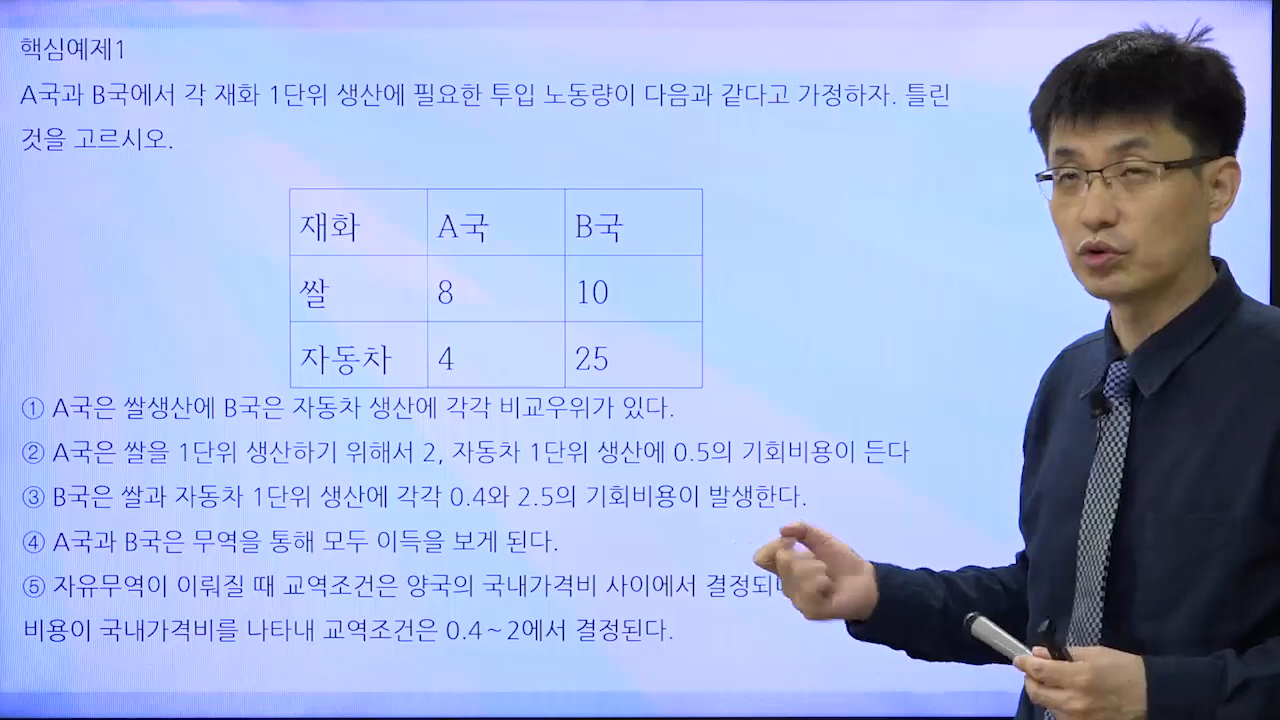 핵심예제1
A국과 B국에서 각 재화 1단위 생산에 필요한 투입 노동량이 다음과 같다고 가정하자. 틀린
것을 고르시오.
재화 A국 B국
쌀 8 10
자동차 4 25
① A국은 쌀생산에 B국은 자동차 생산에 각각 비교우위가 있다.
② A국은 쌀을 1단위 생산하기 위해서 2, 자동차 1단위 생산에 0.5의 기회비용이 든다
③ B국은 쌀과 자동차 1단위 생산에 각각 0.4와 2.5의 기회비용이 발생한다.
④ A국과 B국은 무역을 통해 모두 이득을 보게 된다.
⑤ 자유무역이 이뤄질 때 교역조건은 양국의 국내가격비 사이에서
비용이 국내가격비를 나타내 교역조건은 0.4~2에서 결정된다.